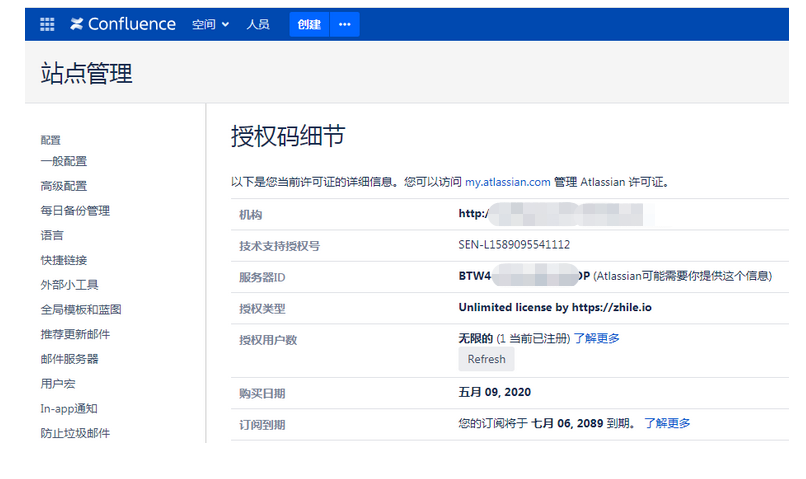 Confluence 空间 人员 创建 ···
站点管理
配置
一般配置
高级配置
每日备份管理
语言
快捷链接
外部小工具
全局模板和蓝图
推荐更新邮件
邮件服务器
用户宏
In-app通知
防止垃圾邮件
授权码细节
以下是您当前许可证的详细信息。您可以访问 my.atlassian.com 管理 Atlassian 许可证。
机构 http:/
技术支持授权号 SEN-L1589095541112
服务器ID BTW4 DP (Atlassian可能需要你提供这个信息)
授权类型 Unlimited license by https://zhile.io
授权用户数 无限的 (1 当前已注册) 了解更多
Refresh
购买日期 五月 09, 2020
订阅到期 您的订阅将于 七月 06, 2089 到期。 了解更多